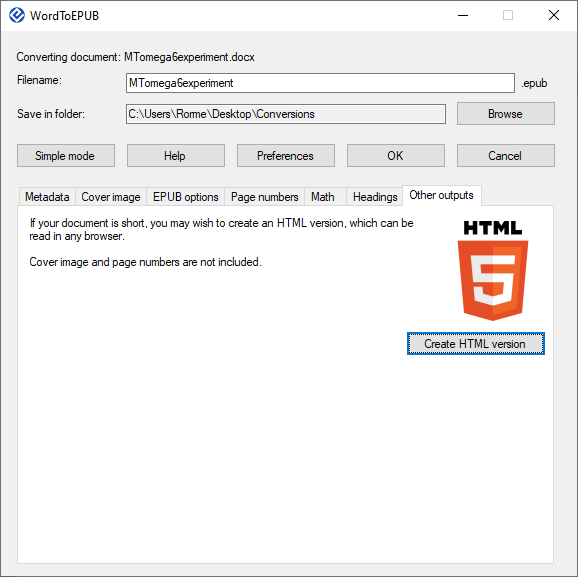 WordToEPUB
Converting document: MTomega6experiment.docx
Filename: MTomega6experiment .epub
Save in folder: C:\Users\Rorme\Desktop\Conversions Browse
Simple mode Help Preferences OK Cancel
Metadata Cover image EPUB options Page numbers Math Headings Other outputs
If your document is short, you may wish to create an HTML version, which can be
read in any browser.
Cover image and page numbers are not included.
HTML
5
Create HTML version